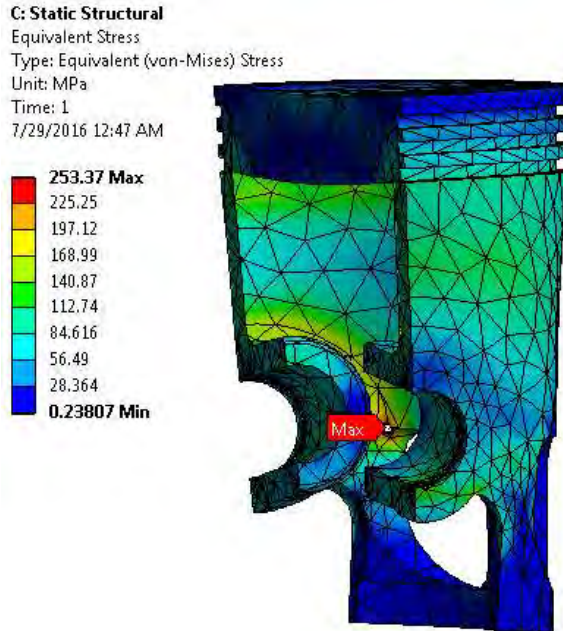 C: Static Structural
Equivalent Stress
Type: Equivalent (von-Mises) Stress
Unit: MPa
Time: 1
7/29/2016 12:47 AM
253.37 Max
225.25
197.12
168.99
140.87
112.74
84.616
56.49
28.364
0.23807 Min
Max